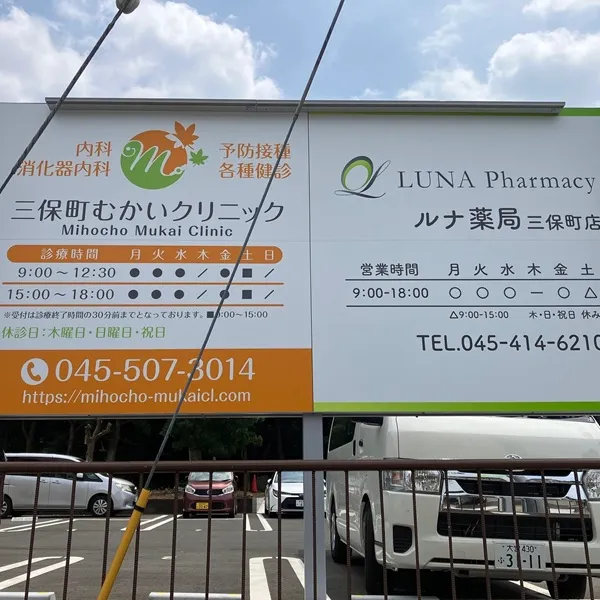 内科
消化器内科
m.
予防接種
各種健診
三保町むかいクリニック
Mihocho Mukai Clinic
診療時間 月 火 水 木 金 土 日
9:00～12:30 ● ● ● ／ ● ■ ／
15:00～18:00 ● ● ● ／ ● ■ ／
※受付は診療終了時間の30分前までとなっております。■9:00～15:00
休診日：木曜日・日曜日・祝日
045-507-3014
https://mihocho-mukaicl.com
LUNA Pharmacy
ルナ薬局 三保町店
営業時間 月 火 水 木 金 土
9:00-18:00 ○ ○ ○ － ○ △
△9:00-15:00 木・日・祝日 休み
TEL.045-414-6210
430
31-11